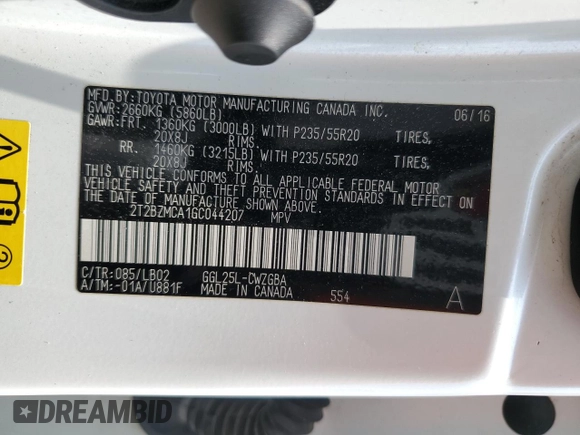 MFD.BY:TOYOTA MOTOR MANUFACTURING CANADA INC.
GVWR:2660KG(5860LB) 06/16
GAWR:FRT. 1360KG(3000LB)WITH P235/55R20 TIRES,
20X8J RIMS.
RR. 1460KG(3215LB)WITH P235/55R20 TIRES,
20X8J RIMS.
THIS VEHICLE CONFORMS TO ALL APPLICABLE FEDERAL MOTOR
VEHICLE SAFETY AND THEFT PREVENTION STANDARDS IN EFFECT ON
THE DATE OF MANUFACTURE SHOWN ABOVE.
2T2BZMCA1GC044207 MPV
C/TR:085/LB02 GGL25L-CWZGBA
A/TM:-01A/U881F MADE IN CANADA 554 A
2
DREAMBID